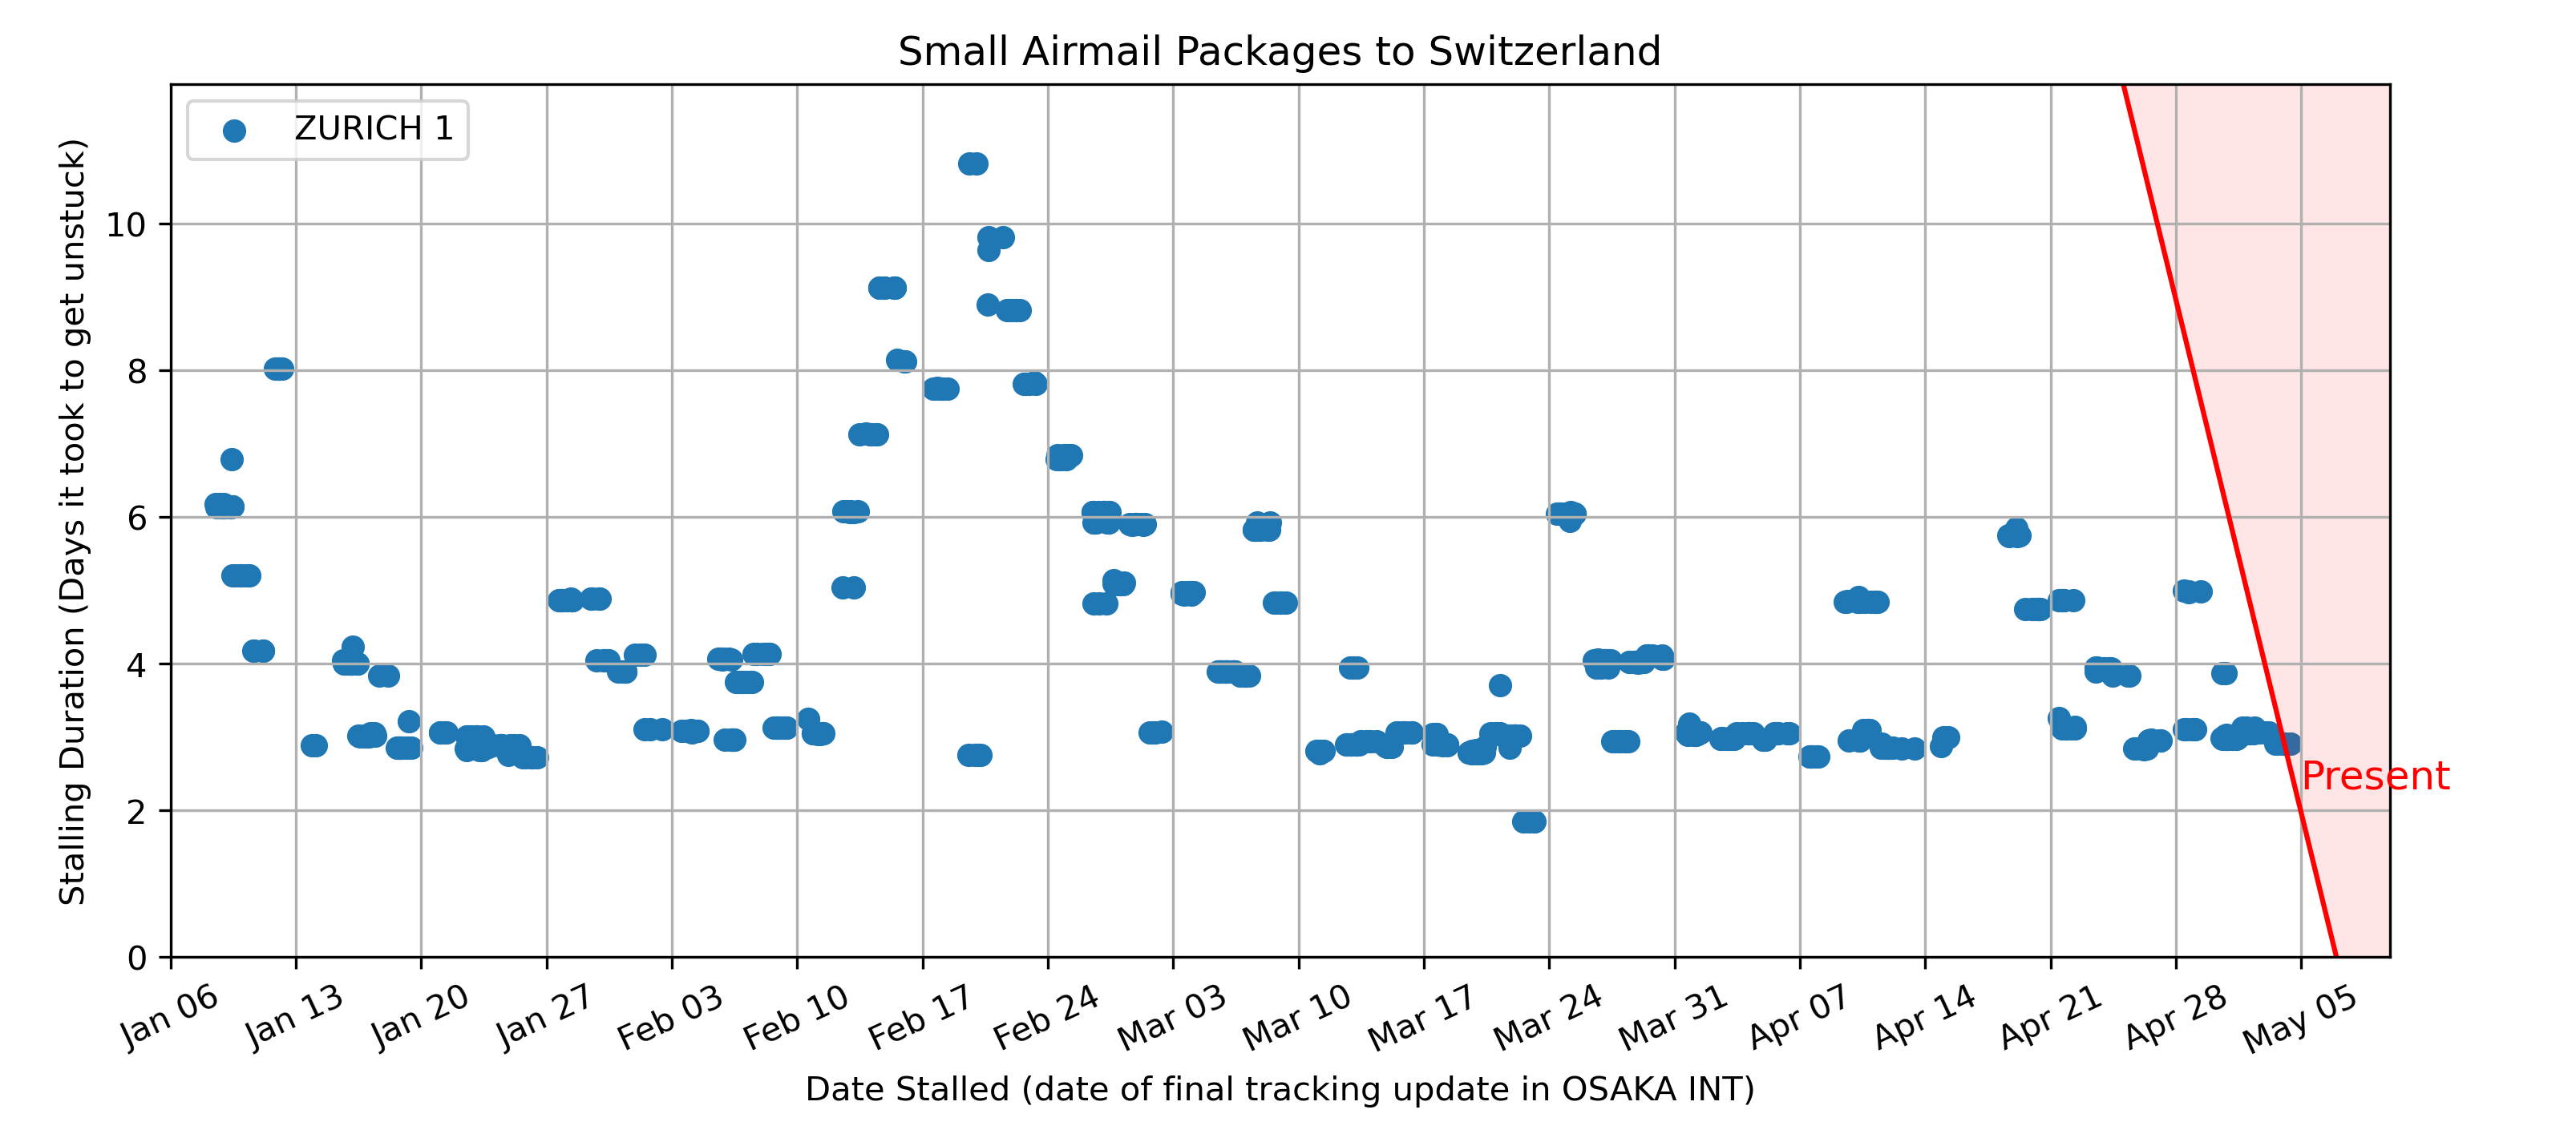 Small Airmail Packages to Switzerland
ZURICH 1
Stalling Duration (Days it took to get unstuck)
10
8
6
4
2
0
Present
Jan 06
Jan 13
Jan 20
Jan 27
Feb 03
Feb 10
Feb 17
Feb 24
Mar 03
Mar 10
Mar 17
Mar 24
Mar 31
Apr 07
Apr 14
Apr 21
Apr 28
May 05
Date Stalled (date of final tracking update in OSAKA INT)